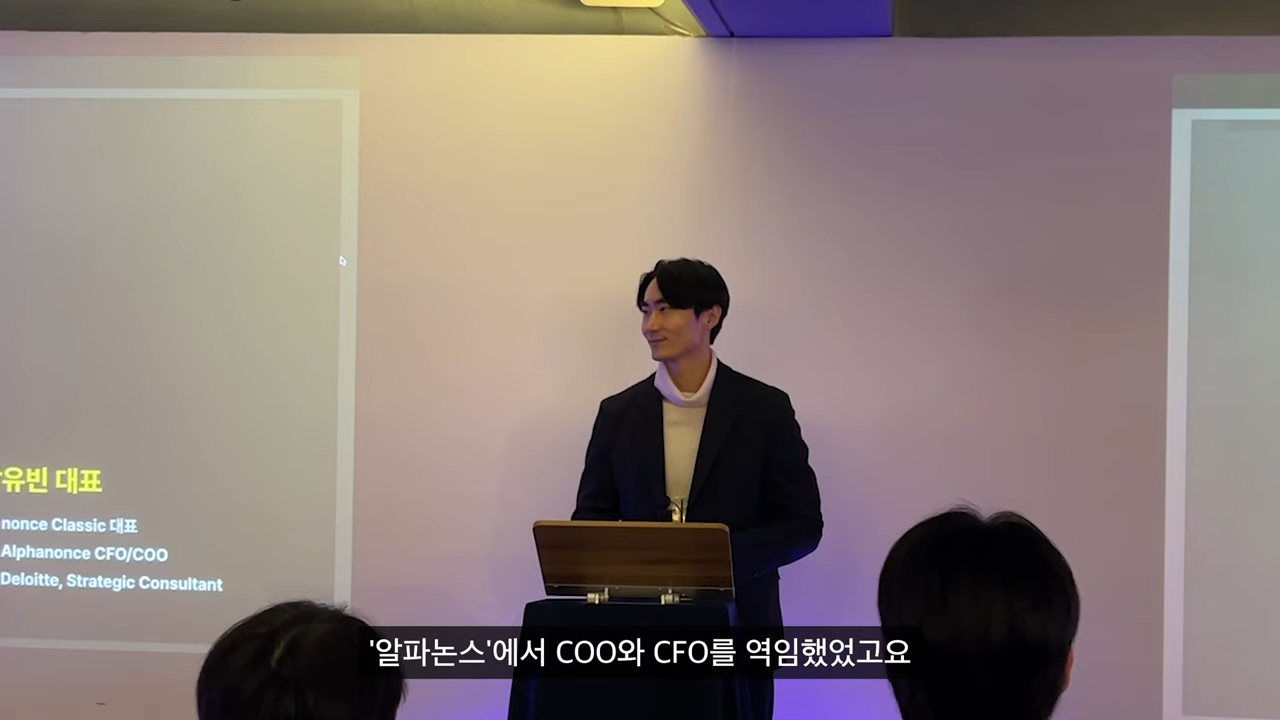 유빈 대표
nonce Classic 대표
Alphanonce CFO/COO
Deloitte, Strategic Consultant
'알파논스'에서 COO와 CFO를 역임했었고요